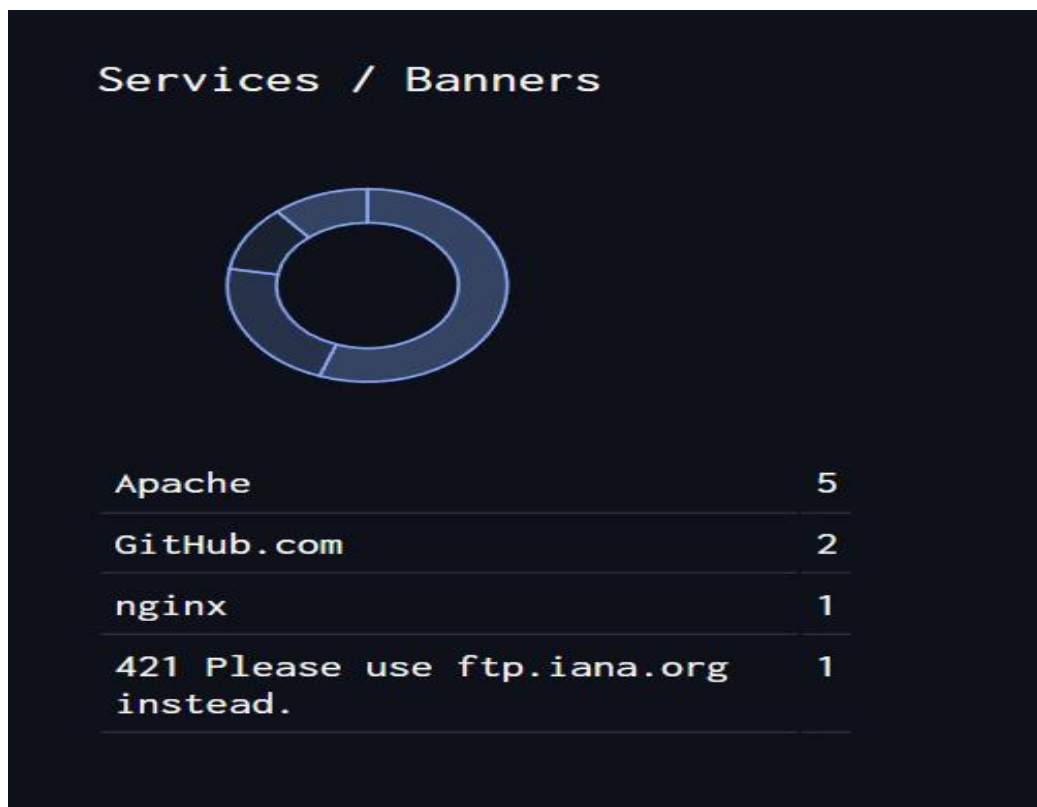 Services / Banners
Apache 5
GitHub.com 2
nginx 1
421 Please use ftp.iana.org 1
instead.